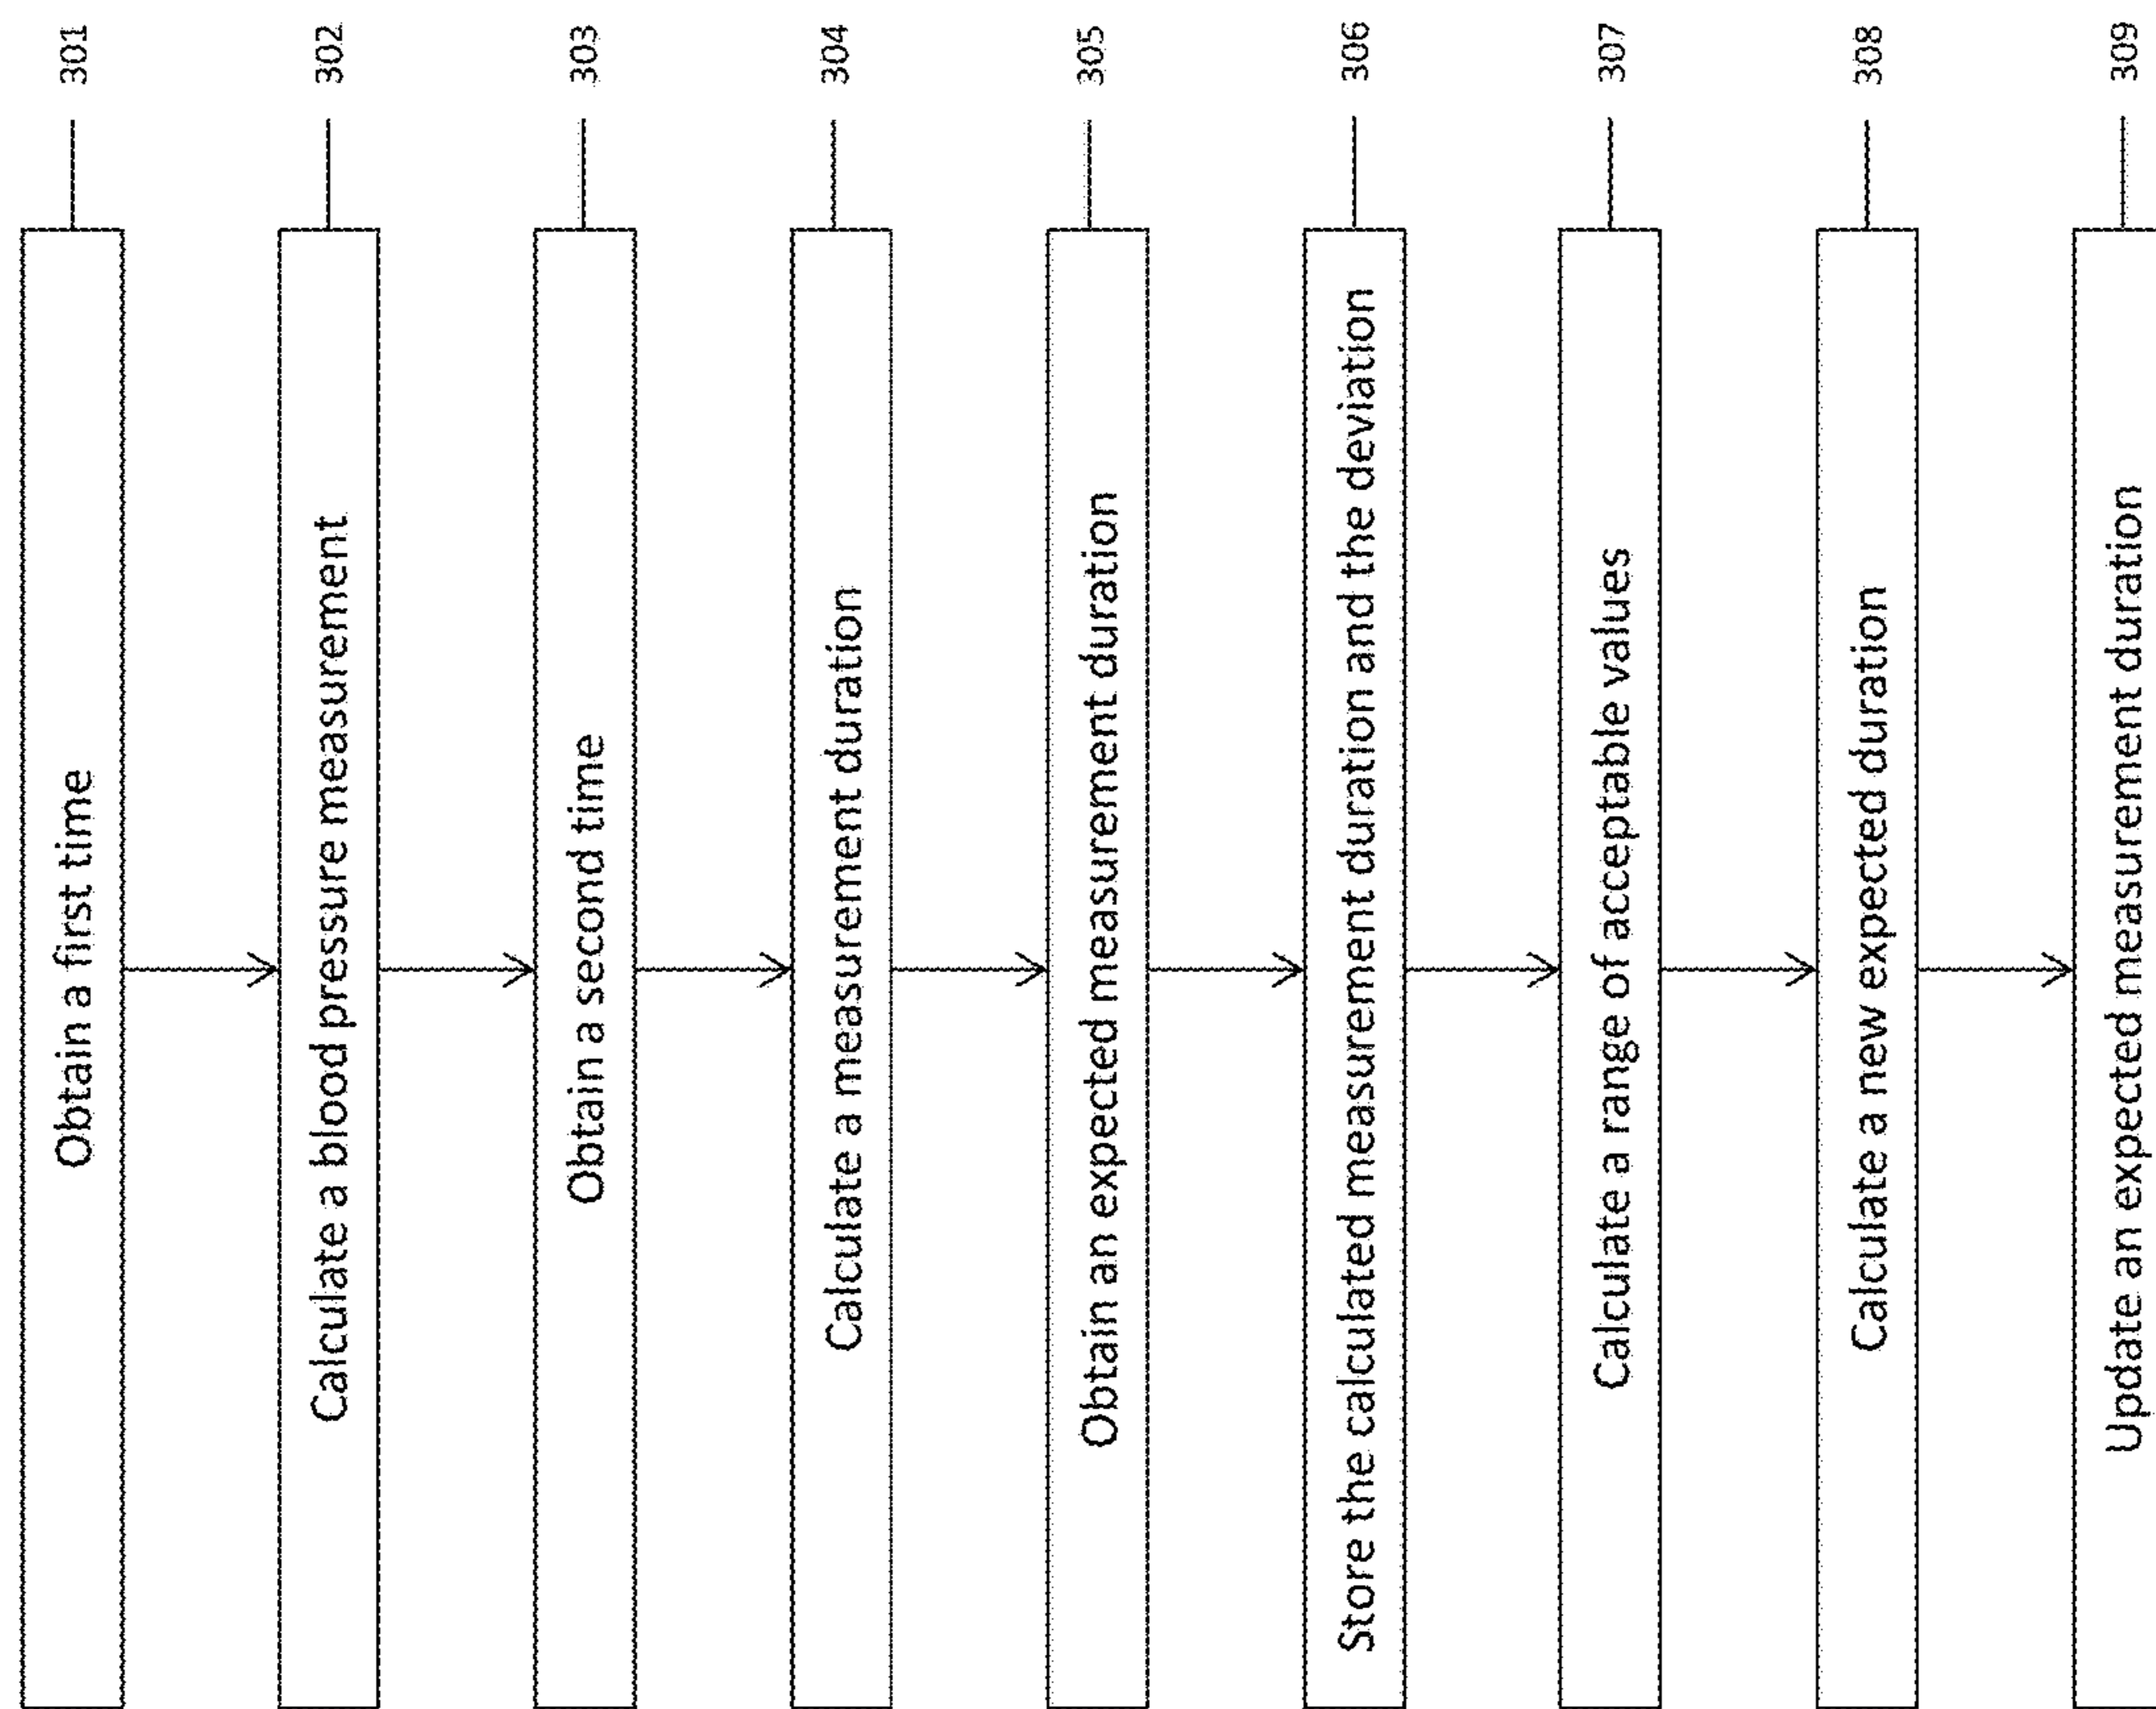 Obtain a first time
301
Calculate a blood pressure measurement
302
Obtain a second time
303
Calculate a measurement duration
304
Obtain an expected measurement duration
305
Store the calculated measurement duration and the deviation
306
Calculate a range of acceptable values
307
Calculate a new expected duration
308
Update an expected measurement duration
309